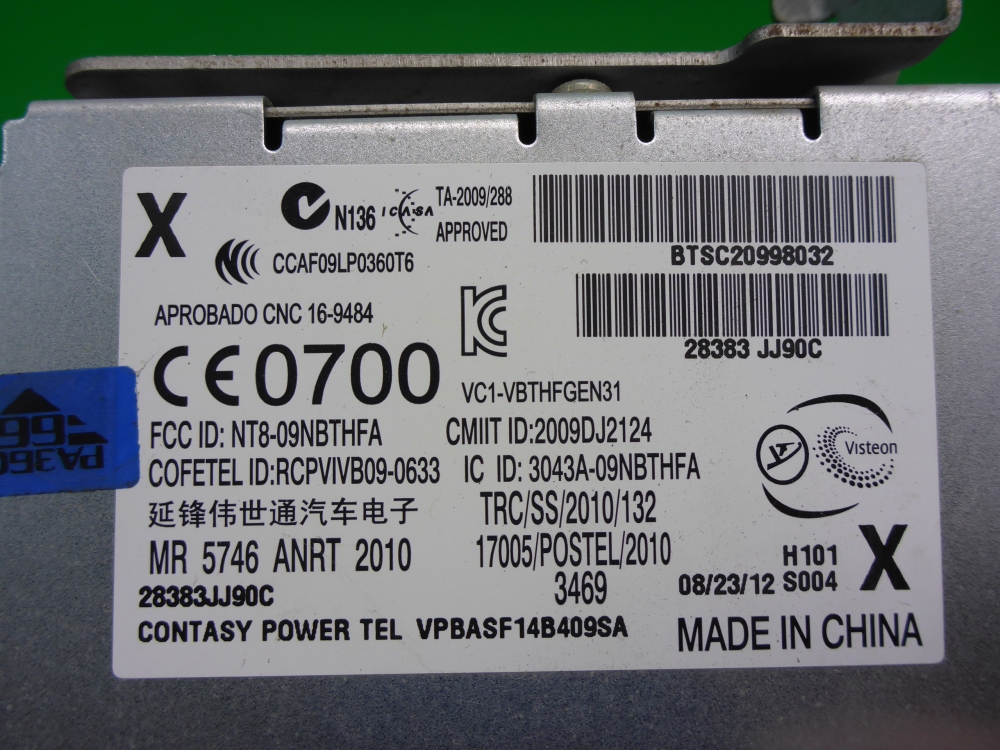 X
N136
ICASA
TA-2009/288
APPROVED
BTSC20998032
CCAF09LP0360T6
28383 JJ90C
APROBADO CNC 16-9484
CE0700
VC1-VBTHFGEN31
FCC ID: NT8-09NBTHFA
CMIIT ID:2009DJ2124
COFETEL ID:RCPVIVB09-0633
IC ID: 3043A-09NBTHFA
Visteon
延锋伟世通汽车电子
TRC/SS/2010/132
MR 5746 ANRT 2010
17005/POSTEL/2010
3469
H101
08/23/12 S004
X
28383JJ90C
CONTASY POWER TEL VPBASF14B409SA
MADE IN CHINA
PA366
66